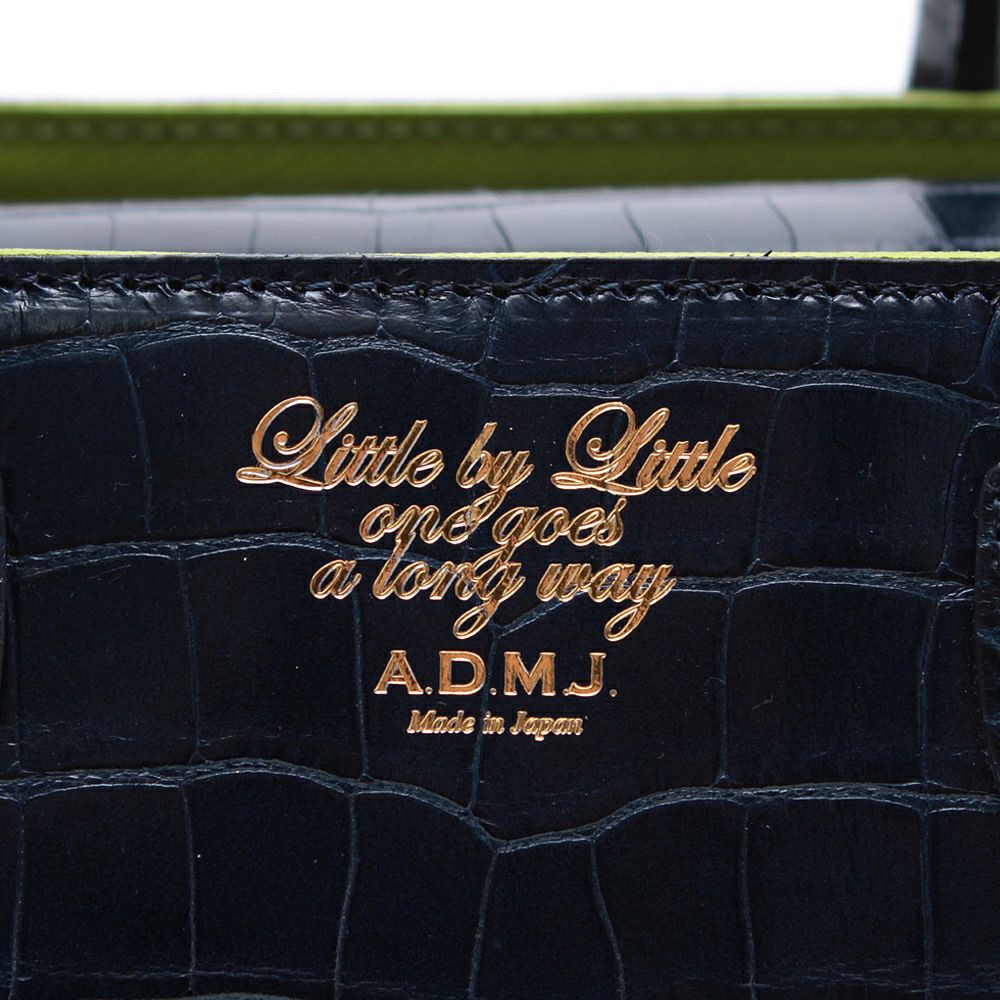 Little by Little
one goes
a long way
A.D.M.J.
Made in Japan